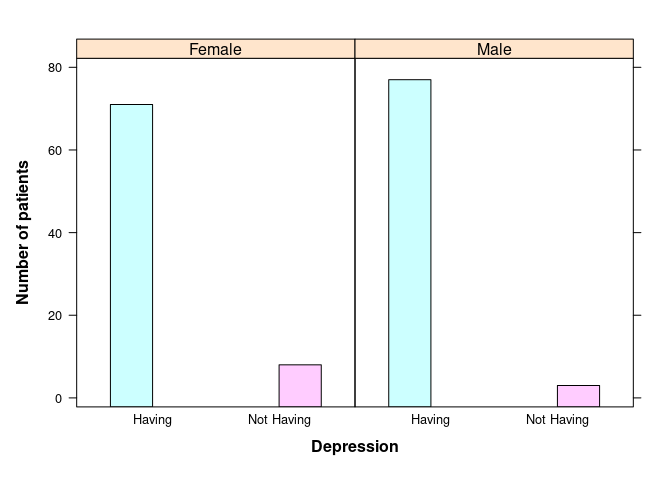 Female
Male
80
60
40
20
0
Number of patients
Having
Not Having
Having
Not Having
Depression